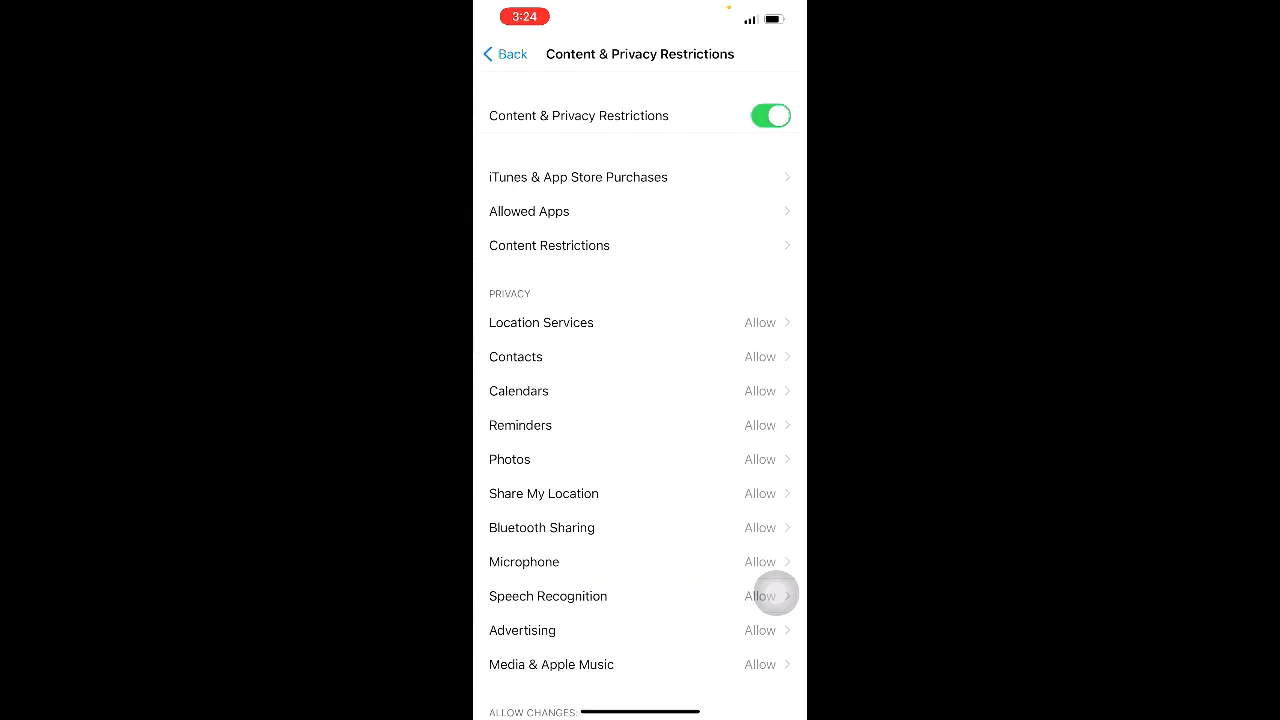 3:24
Back Content & Privacy Restrictions
Content & Privacy Restrictions
iTunes & App Store Purchases
Allowed Apps
Content Restrictions
PRIVACY
Location Services Allow
Contacts Allow
Calendars Allow
Reminders Allow
Photos Allow
Share My Location Allow
Bluetooth Sharing Allow
Microphone Allow
Speech Recognition Allow
Advertising Allow
Media & Apple Music Allow
ALLOW CHANGES: